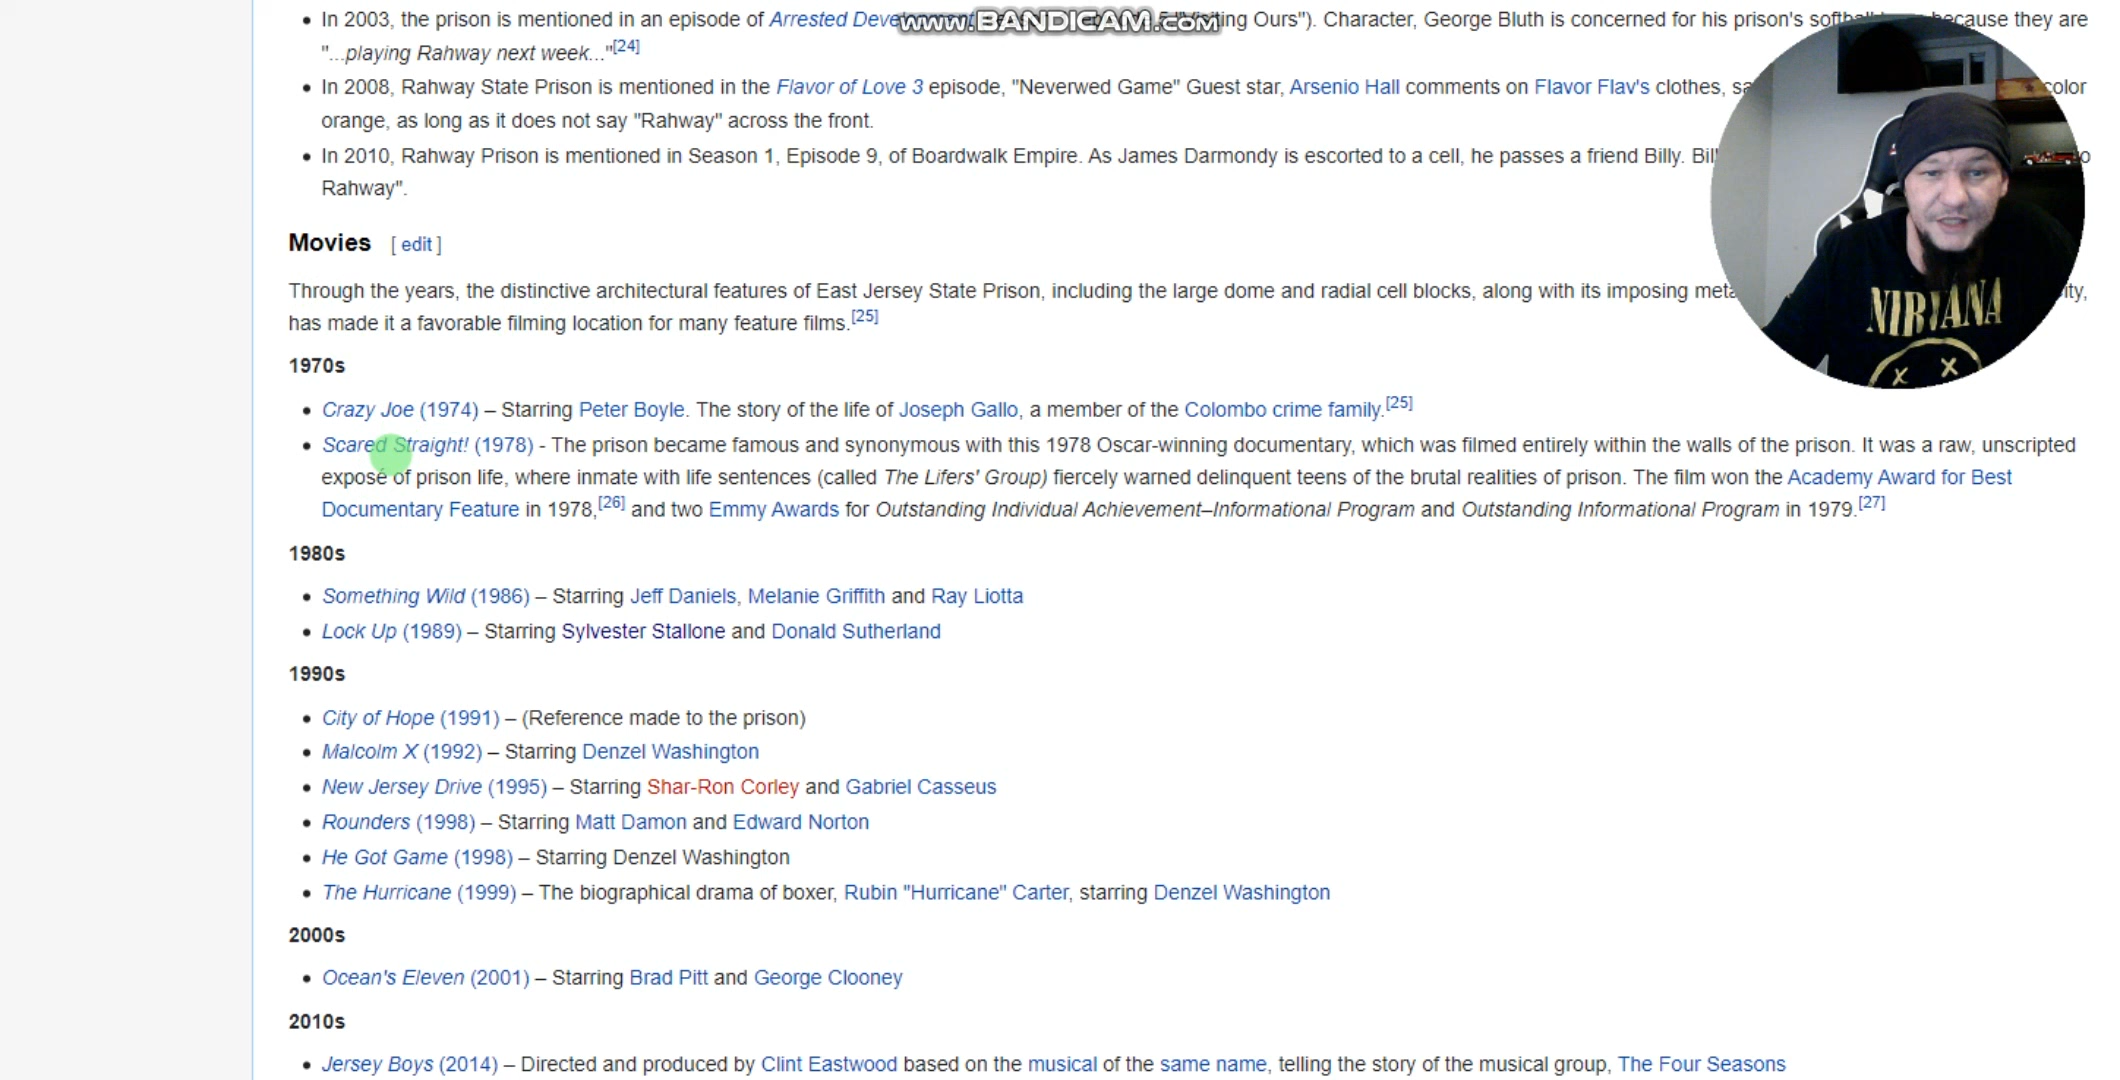 In 2003, the prison is mentioned in an episode of Arrested Deve www.BANDICAM.com ting Ours"). Character, George Bluth is concerned for his prison's because they are
"...playing Rahway next week..."[24]
In 2008, Rahway State Prison is mentioned in the Flavor of Love 3 episode, "Neverwed Game" Guest star, Arsenio Hall comments on Flavor Flav's clothes, color
orange, as long as it does not say "Rahway" across the front.
In 2010, Rahway Prison is mentioned in Season 1, Episode 9, of Boardwalk Empire. As James Darmondy is escorted to a cell, he passes a friend Billy.
Rahway".
Movies [ edit ]
Through the years, the distinctive architectural features of East Jersey State Prison, including the large dome and radial cell blocks, along with its imposing
has made it a favorable filming location for many feature films.[25]
NIRVANA
1970s
Crazy Joe (1974) – Starring Peter Boyle. The story of the life of Joseph Gallo, a member of the Colombo crime family.[25]
Scared Straight! (1978) - The prison became famous and synonymous with this 1978 Oscar-winning documentary, which was filmed entirely within the walls of the prison. It was a raw, unscripted
exposé of prison life, where inmate with life sentences (called The Lifers' Group) fiercely warned delinquent teens of the brutal realities of prison. The film won the Academy Award for Best
Documentary Feature in 1978,[26] and two Emmy Awards for Outstanding Individual Achievement–Informational Program and Outstanding Informational Program in 1979.[27]
1980s
Something Wild (1986) – Starring Jeff Daniels, Melanie Griffith and Ray Liotta
Lock Up (1989) – Starring Sylvester Stallone and Donald Sutherland
1990s
City of Hope (1991) – (Reference made to the prison)
Malcolm X (1992) – Starring Denzel Washington
New Jersey Drive (1995) – Starring Shar-Ron Corley and Gabriel Casseus
Rounders (1998) – Starring Matt Damon and Edward Norton
He Got Game (1998) – Starring Denzel Washington
The Hurricane (1999) – The biographical drama of boxer, Rubin "Hurricane" Carter, starring Denzel Washington
2000s
Ocean's Eleven (2001) – Starring Brad Pitt and George Clooney
2010s
Jersey Boys (2014) – Directed and produced by Clint Eastwood based on the musical of the same name, telling the story of the musical group, The Four Seasons